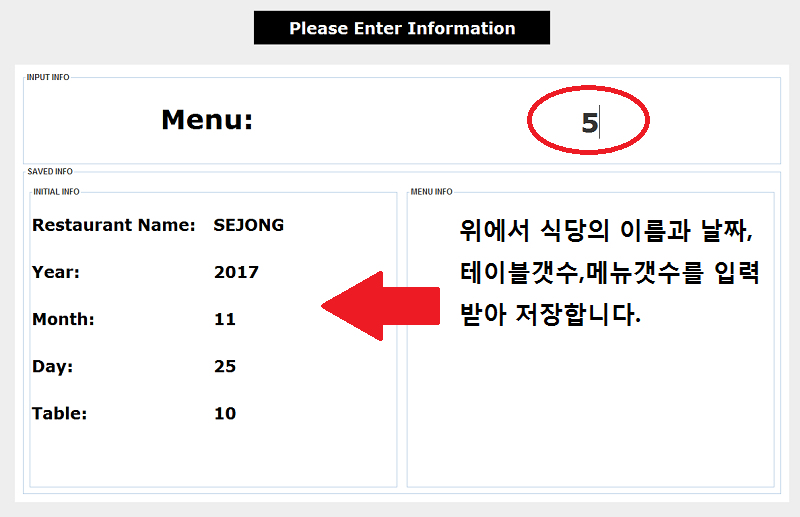 Please Enter Information
INPUT INFO
Menu:
5
SAVED INFO
INITIAL INFO
Restaurant Name: SEJONG
Year: 2017
Month: 11
Day: 25
Table: 10
MENU INFO
위에서 식당의 이름과 날짜,
테이블갯수,메뉴갯수를 입력
받아 저장합니다.